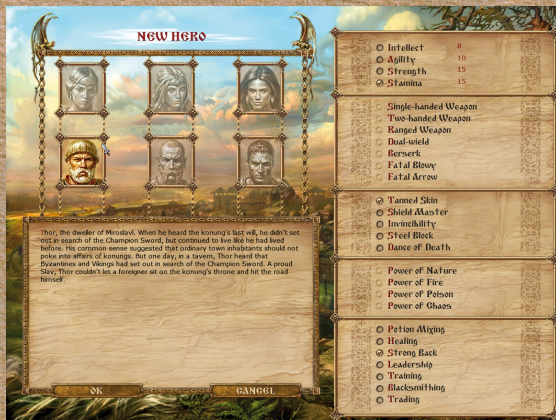 NEW HERO
Thor, the dweller of Miroslavl. When he heard the konung's last will, he didn't set
out in search of the Champion Sword, but continued to live like he had lived
before. His common-sense suggested that ordinary town inhabitants should not
poke into affairs of konungs. But one day, in a tavern, Thor heard that
Byzantines and Vikings had set out in search of the Champion Sword. A proud
Slav, Thor couldn't let a foreigner sit on the konung's throne and hit the road
himself.
OK
CANCEL
Intellect 8
Agility 10
Strength 15
Stamina 15
Single-handed Weapon
Two-handed Weapon
Ranged Weapon
Dual-wield
Berserk
Fatal Blowy
Fatal Arrow
Tanned Skin
Shield Master
Invincibility
Steel Block
Dance of Death
Power of Nature
Power of Fire
Power of Poison
Power of Chaos
Potion Mixing
Healing
Strong Back
Leadership
Training
Blacksmithing
Trading